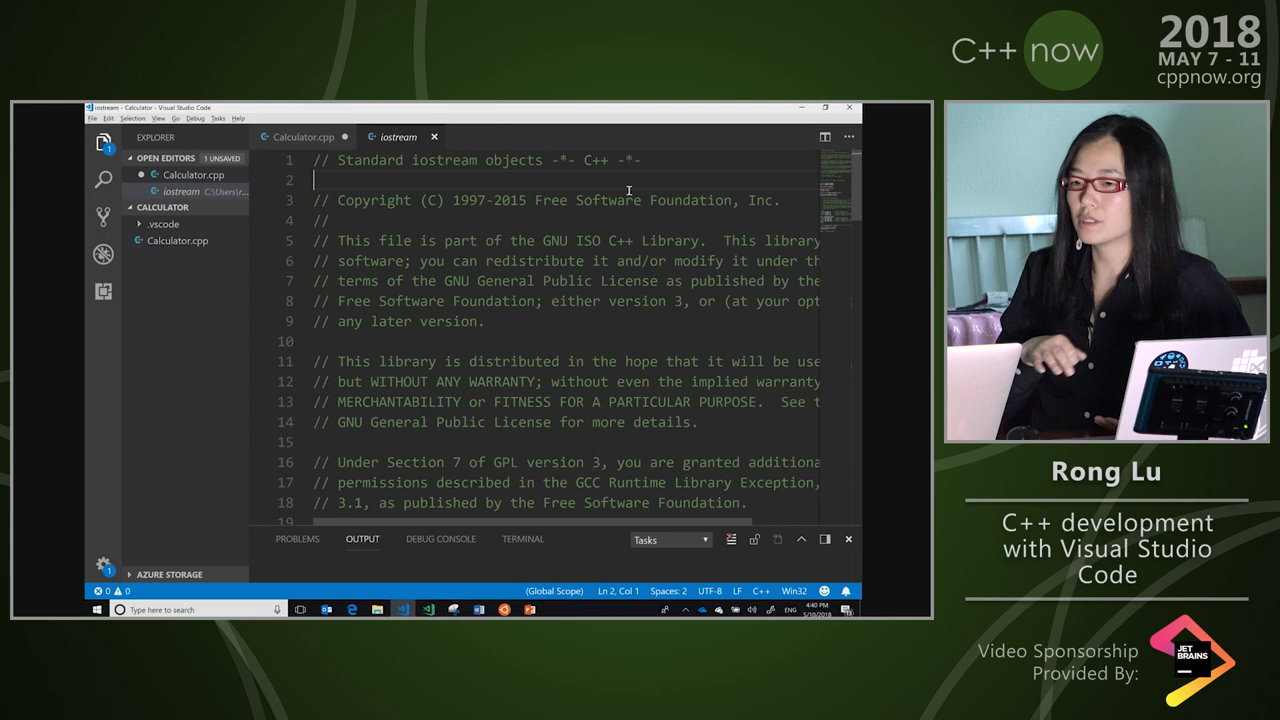 C++ now
2018
MAY 7 - 11
cppnow.org
iostream - Calculator - Visual Studio Code
File Edit Selection View Go Debug Tasks Help
EXPLORER
OPEN EDITORS 1 UNSAVED
Calculator.cpp
iostream C:\Users\r...
CALCULATOR
.vscode
Calculator.cpp
AZURE STORAGE
Calculator.cpp
iostream
1 // Standard iostream objects -*- C++ -*-
2
3 // Copyright (C) 1997-2015 Free Software Foundation, Inc.
4 //
5 // This file is part of the GNU ISO C++ Library.  This library
6 // software; you can redistribute it and/or modify it under th
7 // terms of the GNU General Public License as published by the
8 // Free Software Foundation; either version 3, or (at your opt
9 // any later version.
10
11 // This library is distributed in the hope that it will be use
12 // but WITHOUT ANY WARRANTY; without even the implied warranty
13 // MERCHANTABILITY or FITNESS FOR A PARTICULAR PURPOSE.  See t
14 // GNU General Public License for more details.
15
16 // Under Section 7 of GPL version 3, you are granted additiona
17 // permissions described in the GCC Runtime Library Exception,
18 // 3.1, as published by the Free Software Foundation.
19
PROBLEMS OUTPUT DEBUG CONSOLE TERMINAL Tasks
0 0 (Global Scope) Ln 2, Col 1 Spaces: 2 UTF-8 LF C++ Win32
Type here to search
ENG
4:40 PM
5/10/2018
Rong Lu
C++ development
with Visual Studio
Code
Video Sponsorship
Provided By:
JET
BRAINS